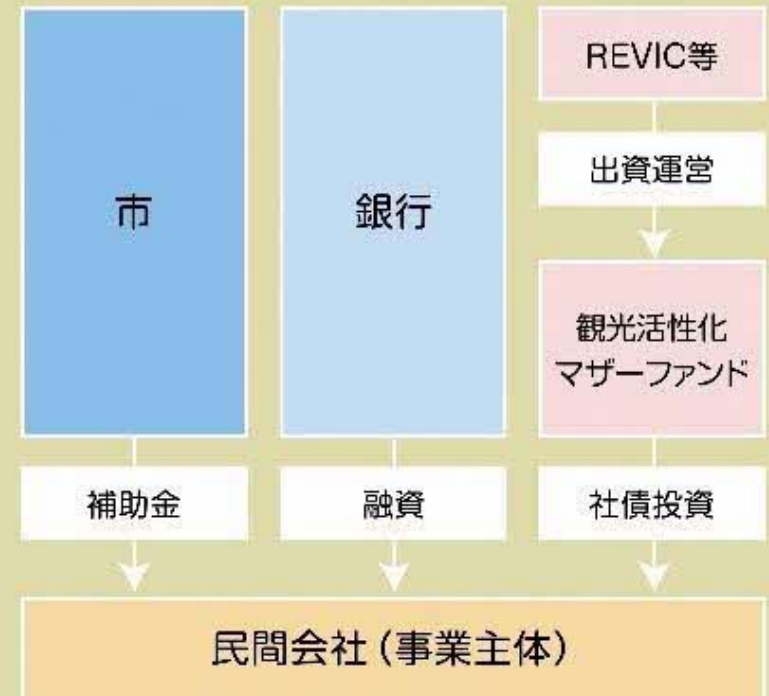 市
銀行
REVIC等
出資運営
観光活性化
マザーファンド
補助金
融資
社債投資
民間会社(事業主体)